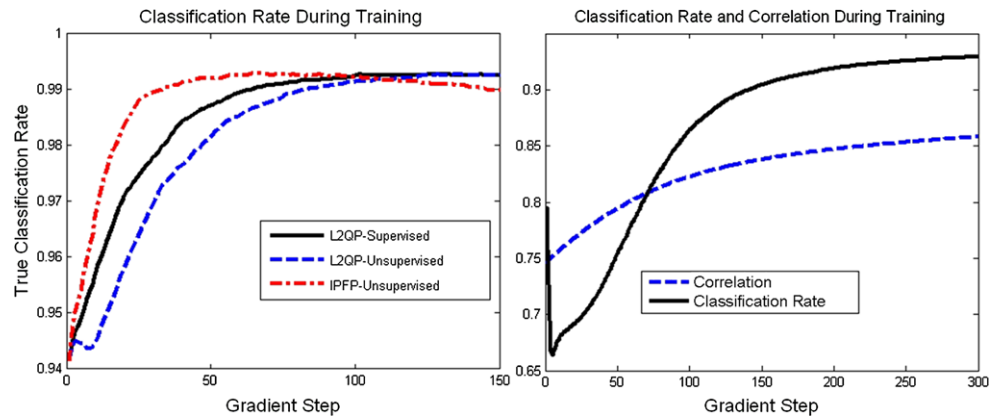 Classification Rate During Training
True Classification Rate
1
0.99
0.98
0.97
0.96
0.95
0.94
0
50
100
150
Gradient Step
L2QP-Supervised
L2QP-Unsupervised
IPFP-Unsupervised
Classification Rate and Correlation During Training
0.9
0.85
0.8
0.75
0.7
0.65
0
50
100
150
200
250
300
Gradient Step
Correlation
Classification Rate